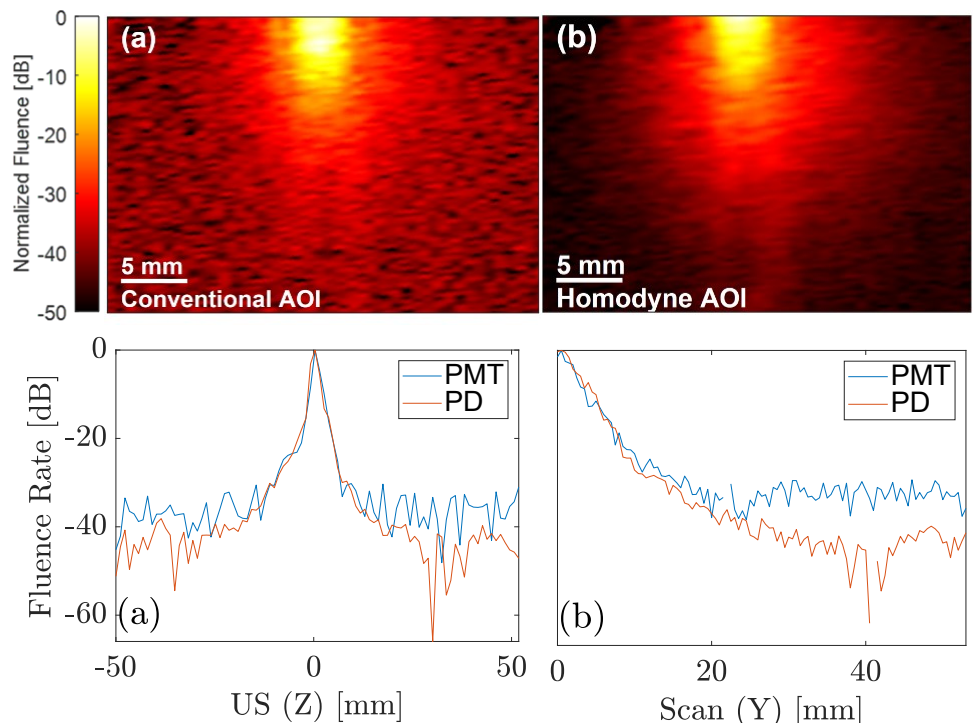 Normalized Fluence [dB]
0
-10
-20
-30
-40
-50
(a)
5 mm
Conventional AOI
(b)
5 mm
Homodyne AOI
Fluence Rate [dB]
0
-20
-40
-60
PMT
PD
(a)
-50
0
50
US (Z) [mm]
PMT
PD
(b)
0
20
40
Scan (Y) [mm]